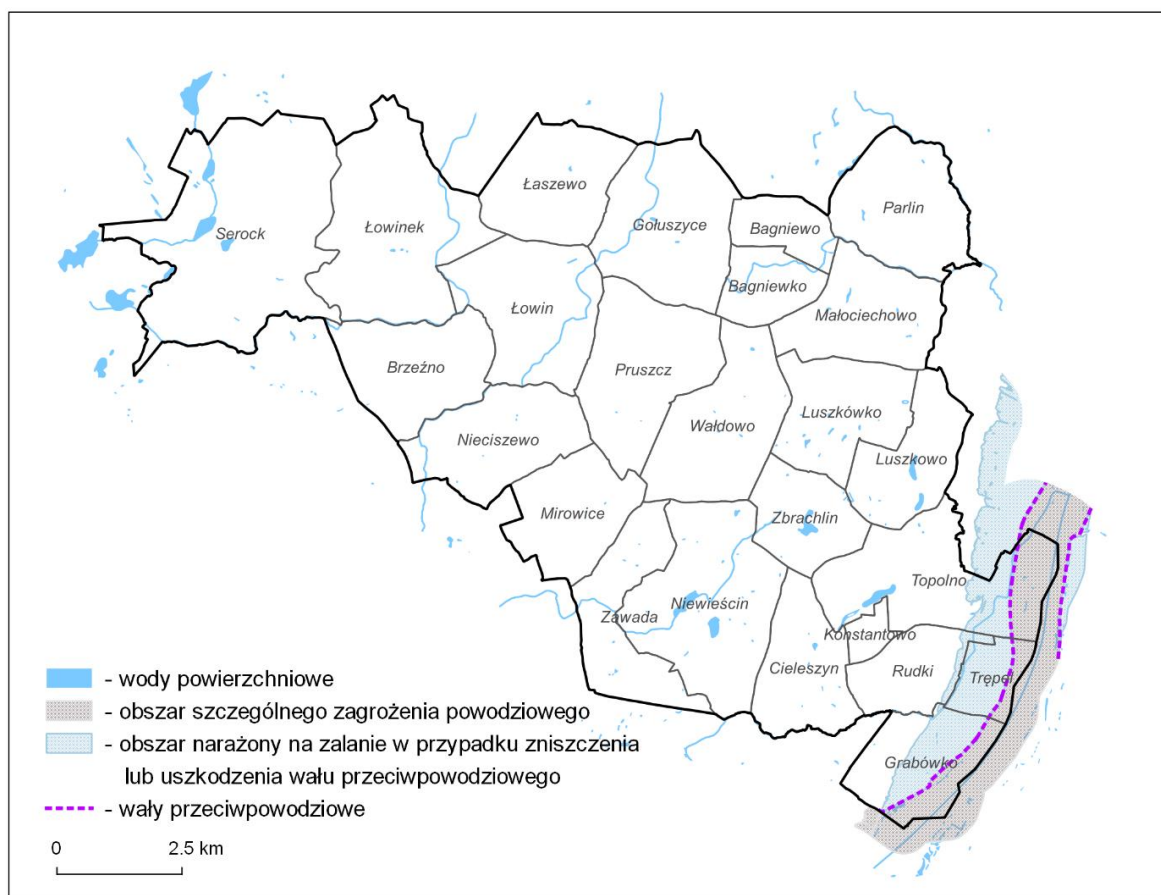 Łaszewo
Parlin
Serock
Łowinek
Gołuszyce
Bagniewo
Bagniewko
Łowin
Małociechowo
Brzeźno
Pruszcz
Wałdowo
Luszkówko
Nieciszewo
Luszkowo
Mirowice
Zbrachlin
Topolno
Zawada
Niewieścin
Konstantowo
Cieleszyn
Rudki
Trępel
Grabówko
- wody powierzchniowe
- obszar szczególnego zagrożenia powodziowego
- obszar narażony na zalanie w przypadku zniszczenia
lub uszkodzenia wału przeciwpowodziowego
- wały przeciwpowodziowe
0 2.5 km